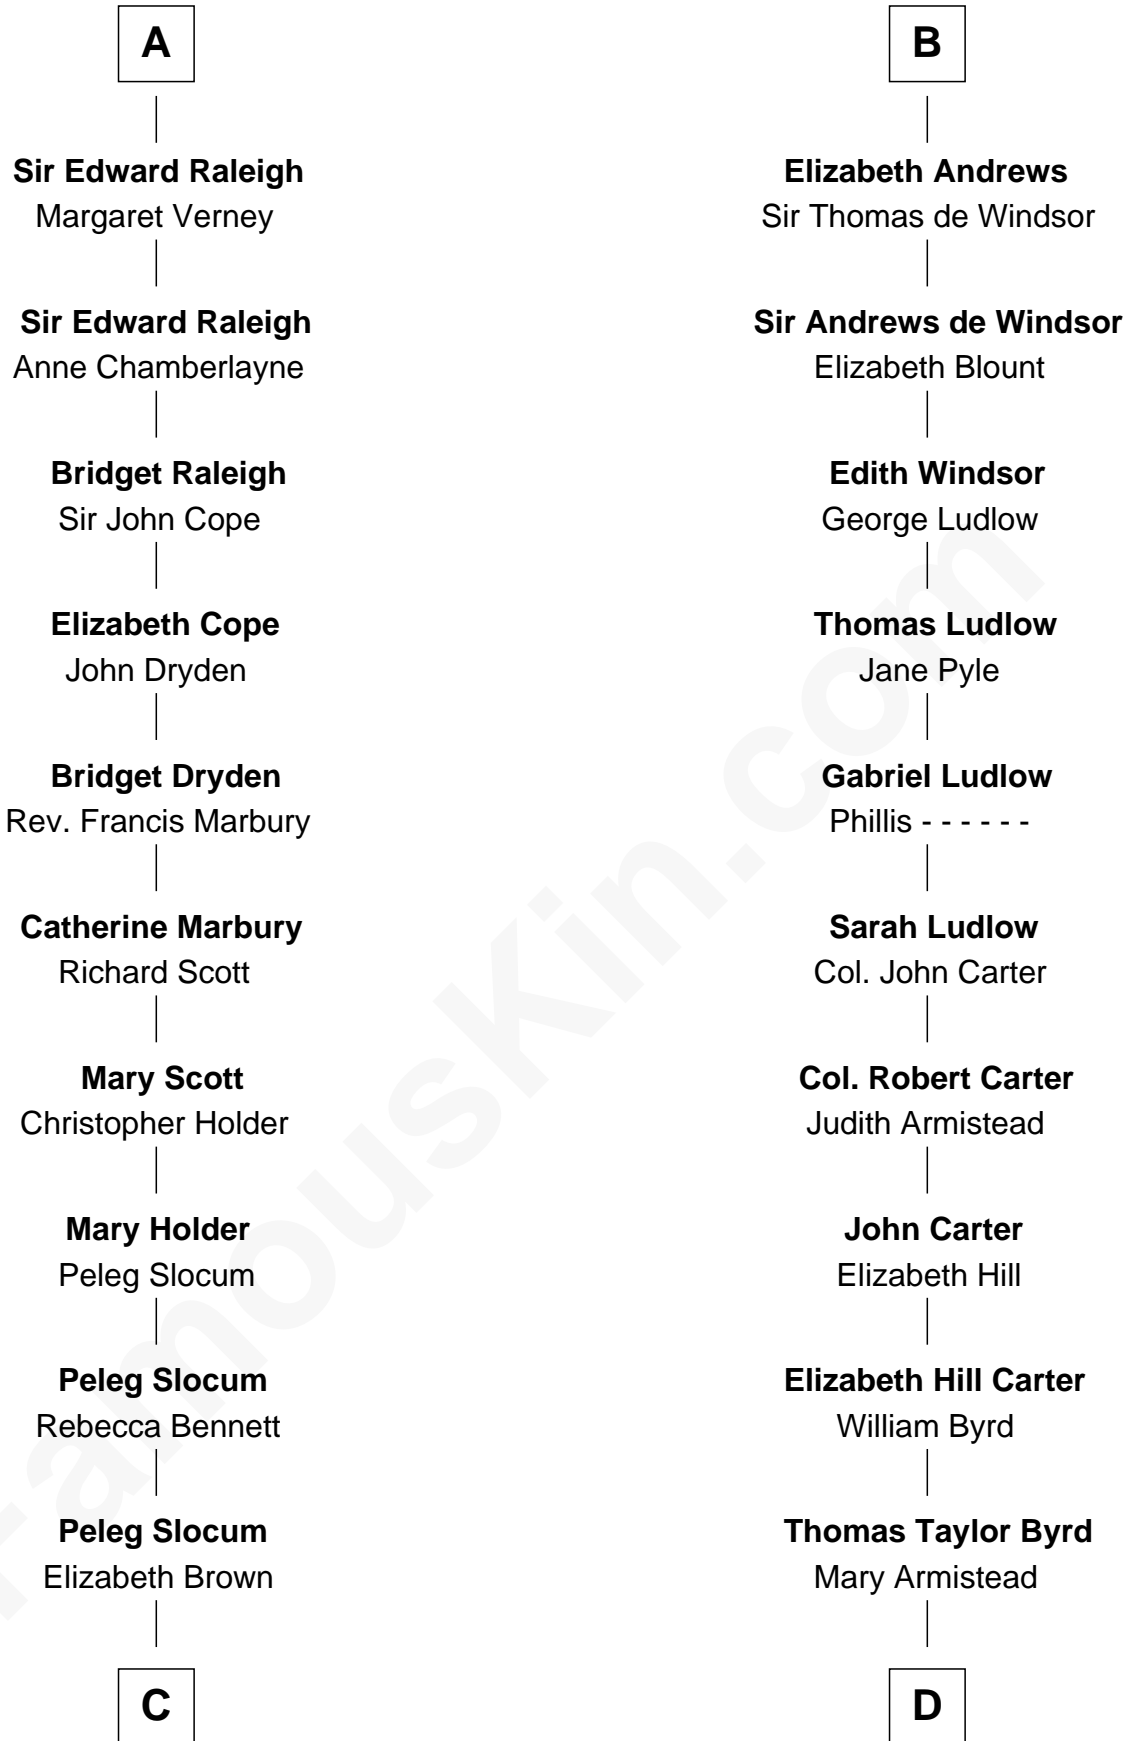 A
Sir Edward Raleigh
Margaret Verney
Sir Edward Raleigh
Anne Chamberlayne
Bridget Raleigh
Sir John Cope
Elizabeth Cope
John Dryden
Bridget Dryden
Rev. Francis Marbury
Catherine Marbury
Richard Scott
Mary Scott
Christopher Holder
Mary Holder
Peleg Slocum
Peleg Slocum
Rebecca Bennett
Peleg Slocum
Elizabeth Brown
C
B
Elizabeth Andrews
Sir Thomas de Windsor
Sir Andrews de Windsor
Elizabeth Blount
Edith Windsor
George Ludlow
Thomas Ludlow
Jane Pyle
Gabriel Ludlow
Phillis - - - - - -
Sarah Ludlow
Col. John Carter
Col. Robert Carter
Judith Armistead
John Carter
Elizabeth Hill
Elizabeth Hill Carter
William Byrd
Thomas Taylor Byrd
Mary Armistead
D
FamousKin.com